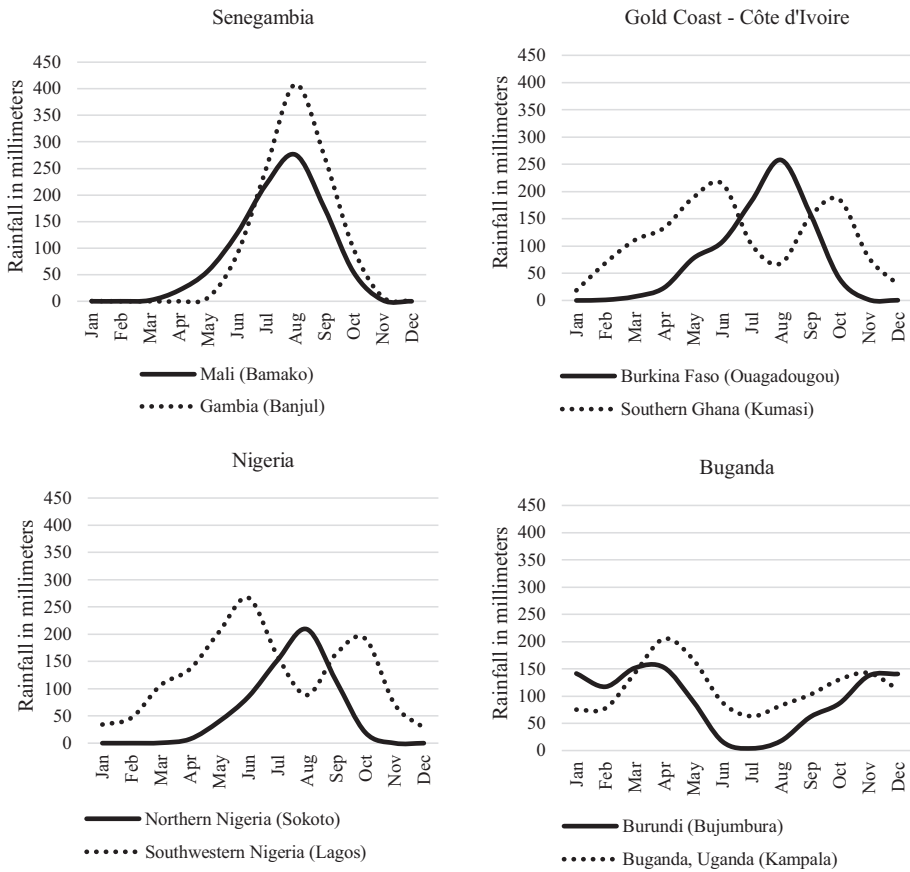 Senegambia
Rainfall in millimeters
450
400
350
300
250
200
150
100
50
0
Jan
Feb
Mar
Apr
May
Jun
Jul
Aug
Sep
Oct
Nov
Dec
Mali (Bamako)
Gambia (Banjul)
Gold Coast - Côte d'Ivoire
Rainfall in millimeters
450
400
350
300
250
200
150
100
50
0
Jan
Feb
Mar
Apr
May
Jun
Jul
Aug
Sep
Oct
Nov
Dec
Burkina Faso (Ouagadougou)
Southern Ghana (Kumasi)
Nigeria
Rainfall in millimeters
450
400
350
300
250
200
150
100
50
0
Jan
Feb
Mar
Apr
May
Jun
Jul
Aug
Sep
Oct
Nov
Dec
Northern Nigeria (Sokoto)
Southwestern Nigeria (Lagos)
Buganda
Rainfall in millimeters
450
400
350
300
250
200
150
100
50
0
Jan
Feb
Mar
Apr
May
Jun
Jul
Aug
Sep
Oct
Nov
Dec
Burundi (Bujumbura)
Buganda, Uganda (Kampala)